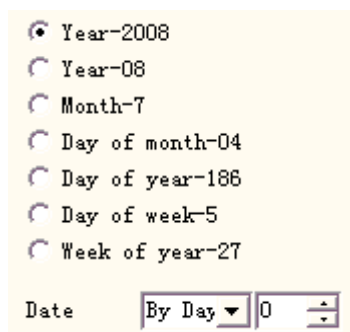 Year-2008
Year-08
Month-7
Day of month-04
Day of year-186
Day of week-5
Week of year-27
Date By Day 0